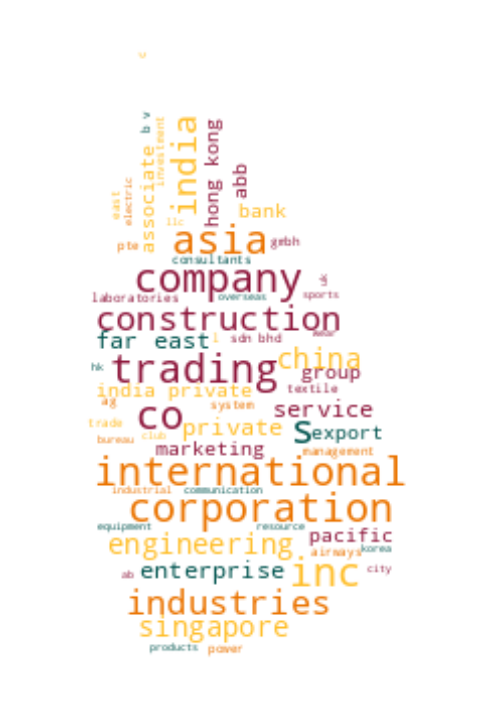 b v
india
hong kong
investment
associate
abb
electric
east
bank
llc
asia
gmbh
pte
consultants
company
laboratories
overseas
sports
construction
wear
far east
l
sdn bhd
china
hk
trading
group
india private
textile
ag
system
co
service
trade
private
s
export
bureau
club
marketing
management
international
industrial
communication
corporation
equipment
resource
pacific
engineering
airways
korea
ab
enterprise
inc
city
industries
singapore
products
power